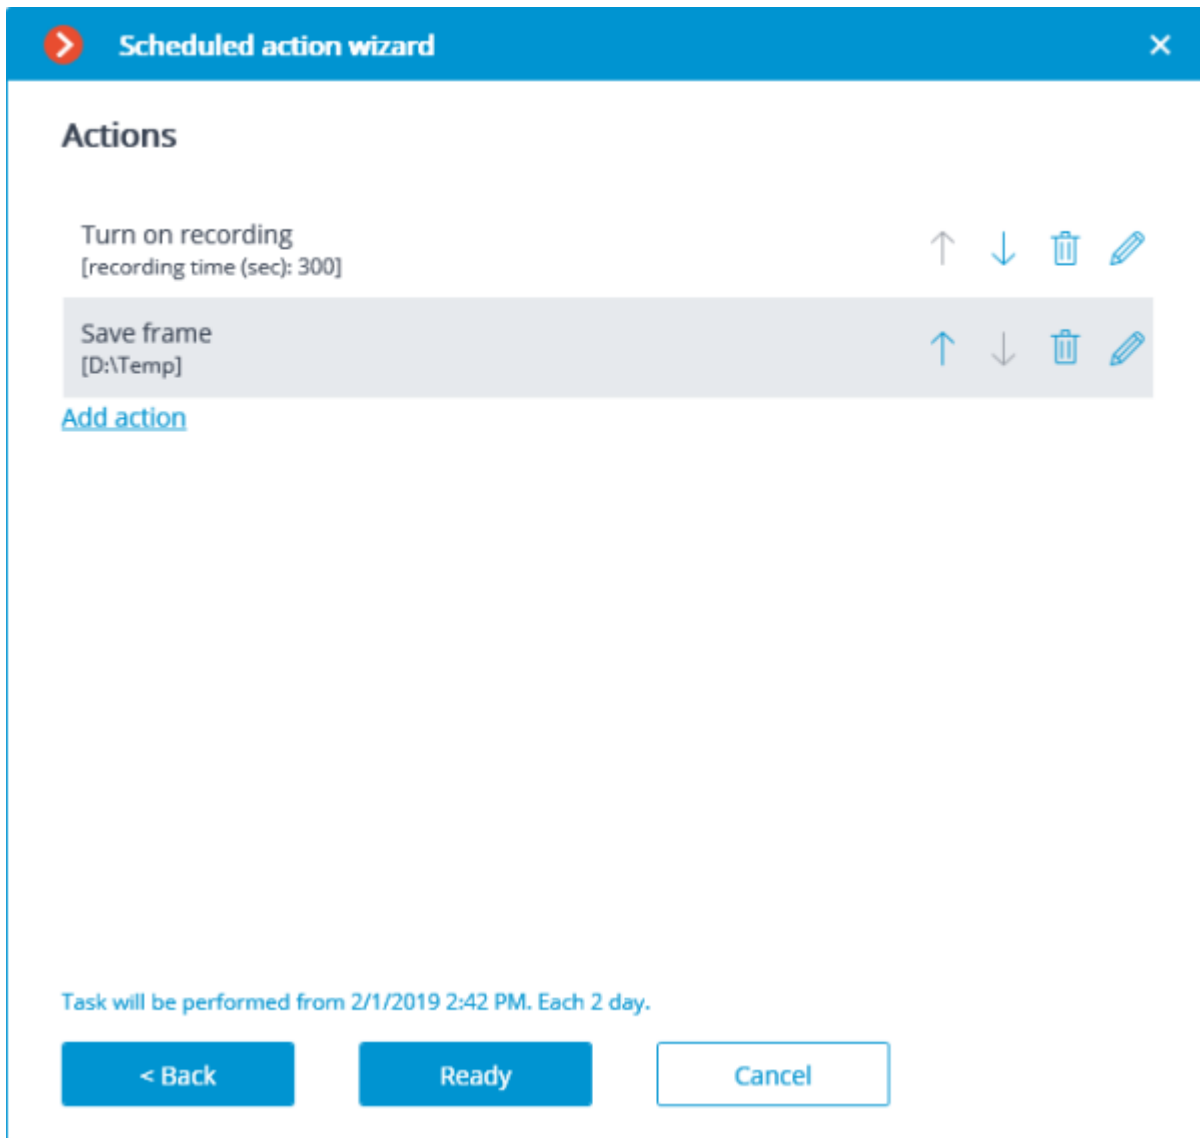 Scheduled action wizard
Actions
Turn on recording
[recording time (sec): 300]
Save frame
[D:\Temp]
Add action
Task will be performed from 2/1/2019 2:42 PM. Each 2 day.
< Back
Ready
Cancel